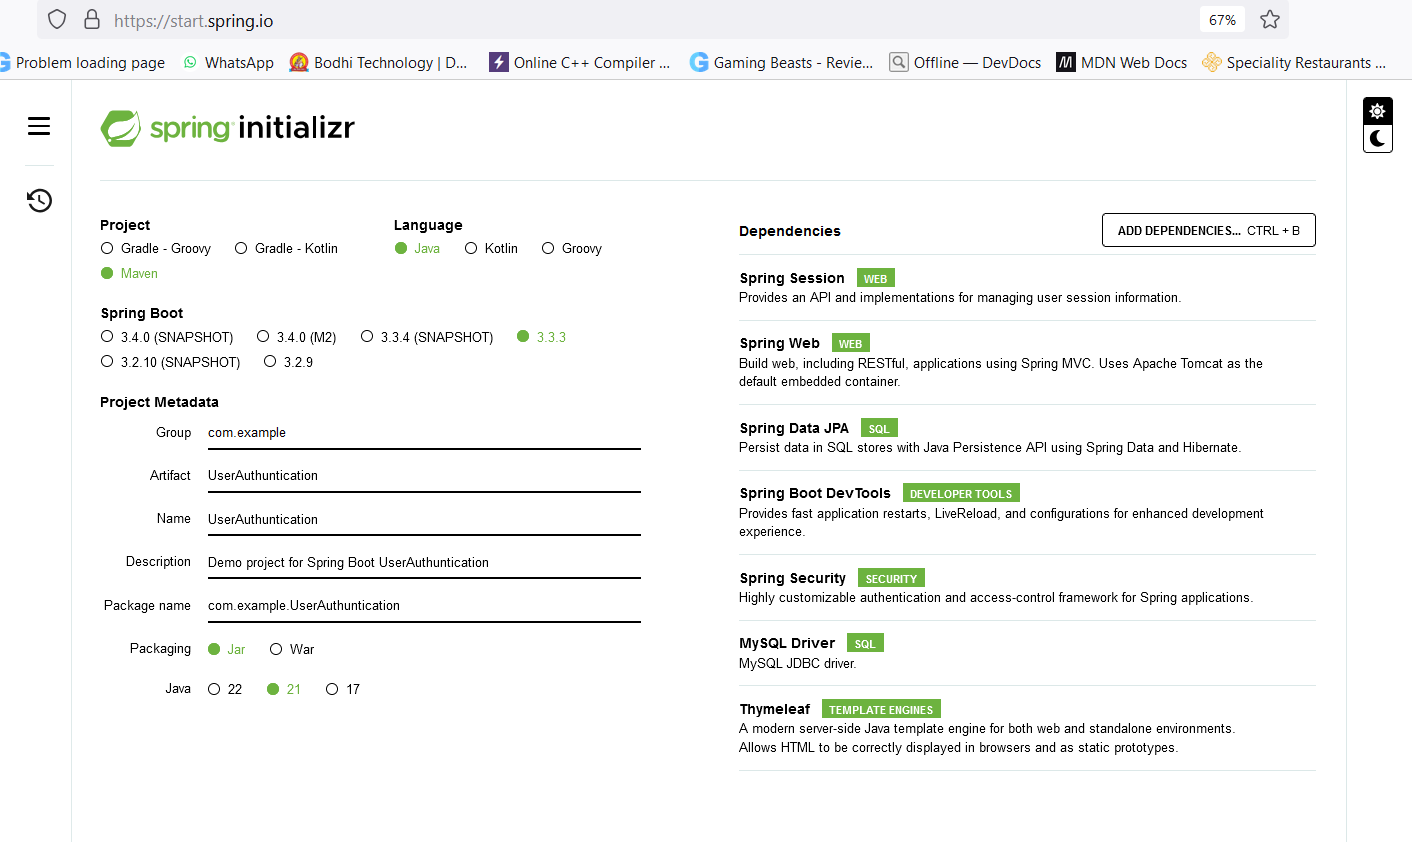 https://start.spring.io
67%
Problem loading page
WhatsApp
Bodhi Technology | D...
Online C++ Compiler ...
Gaming Beasts - Revie...
Offline — DevDocs
MDN Web Docs
Speciality Restaurants ...
spring initializr
Project
Gradle - Groovy
Gradle - Kotlin
Maven
Language
Java
Kotlin
Groovy
Spring Boot
3.4.0 (SNAPSHOT)
3.4.0 (M2)
3.3.4 (SNAPSHOT)
3.3.3
3.2.10 (SNAPSHOT)
3.2.9
Project Metadata
Group com.example
Artifact UserAuthuntication
Name UserAuthuntication
Description Demo project for Spring Boot UserAuthuntication
Package name com.example.UserAuthuntication
Packaging Jar War
Java 22 21 17
Dependencies
ADD DEPENDENCIES... CTRL + B
Spring Session WEB
Provides an API and implementations for managing user session information.
Spring Web WEB
Build web, including RESTful, applications using Spring MVC. Uses Apache Tomcat as the
default embedded container.
Spring Data JPA SQL
Persist data in SQL stores with Java Persistence API using Spring Data and Hibernate.
Spring Boot DevTools DEVELOPER TOOLS
Provides fast application restarts, LiveReload, and configurations for enhanced development
experience.
Spring Security SECURITY
Highly customizable authentication and access-control framework for Spring applications.
MySQL Driver SQL
MySQL JDBC driver.
Thymeleaf TEMPLATE ENGINES
A modern server-side Java template engine for both web and standalone environments.
Allows HTML to be correctly displayed in browsers and as static prototypes.